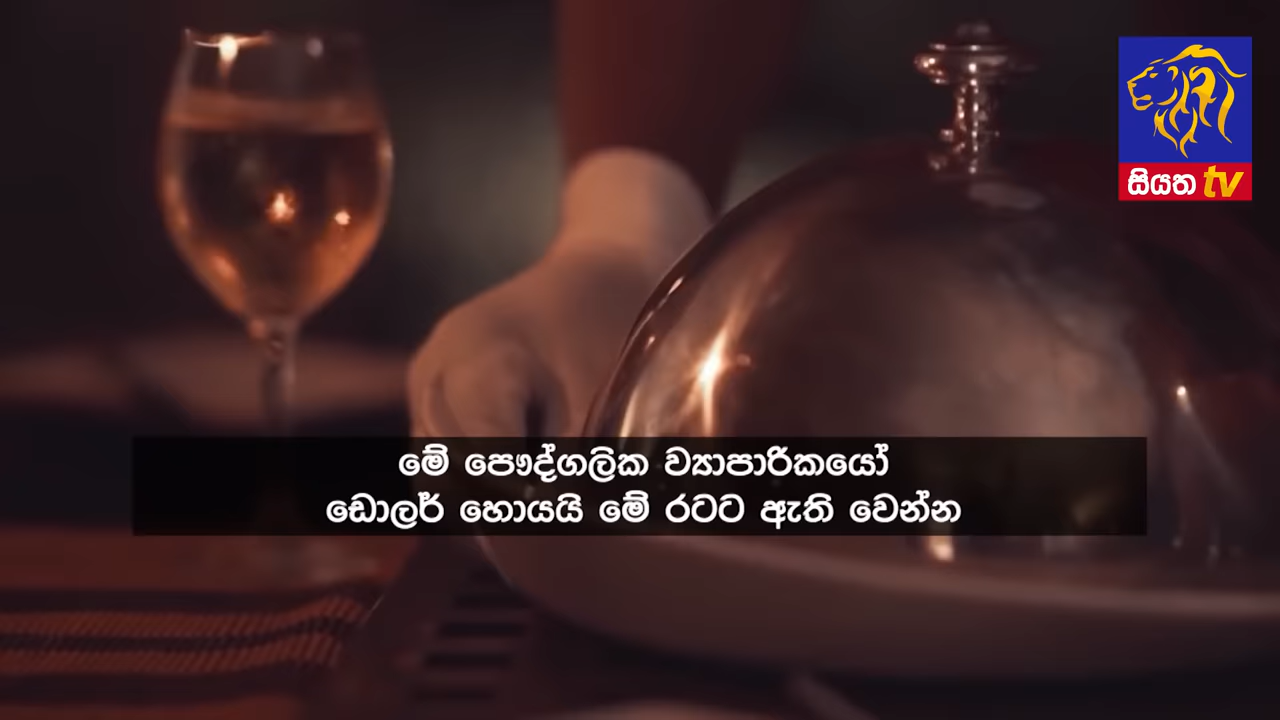 සියත tv
මේ පෞද්ගලික ව්‍යාපාරිකයෝ
ඩොලර් හොයයි මේ රටට ඇති වෙන්න